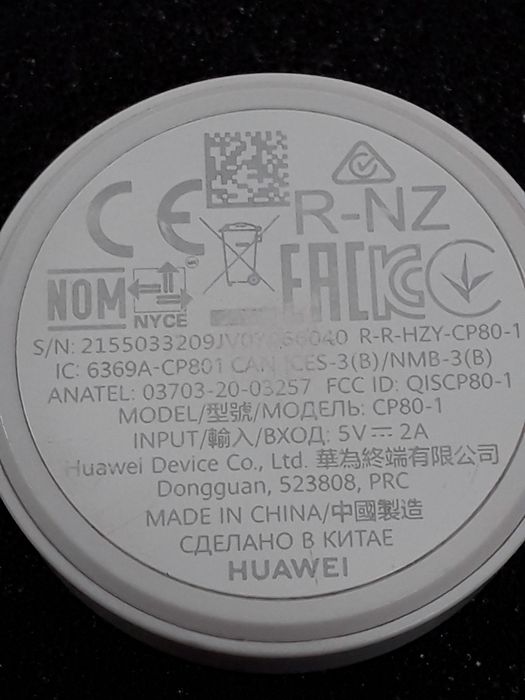 CE
R-NZ
NOM
NYCE
EAC
S/N: R-R-HZY-CP80-1
IC: 6369A-CP801 CAN ICES-3(B)/NMB-3(B)
ANATEL: 03703-20-03257 FCC ID: QISCP80-1
MODEL/型號/МОДЕЛЬ: CP80-1
INPUT/輸入/ВХОД: 5V⎓2A
Huawei Device Co., Ltd. 華為終端有限公司
Dongguan, 523808, PRC
MADE IN CHINA/中國製造
СДЕЛАНО В КИТАЕ
HUAWEI